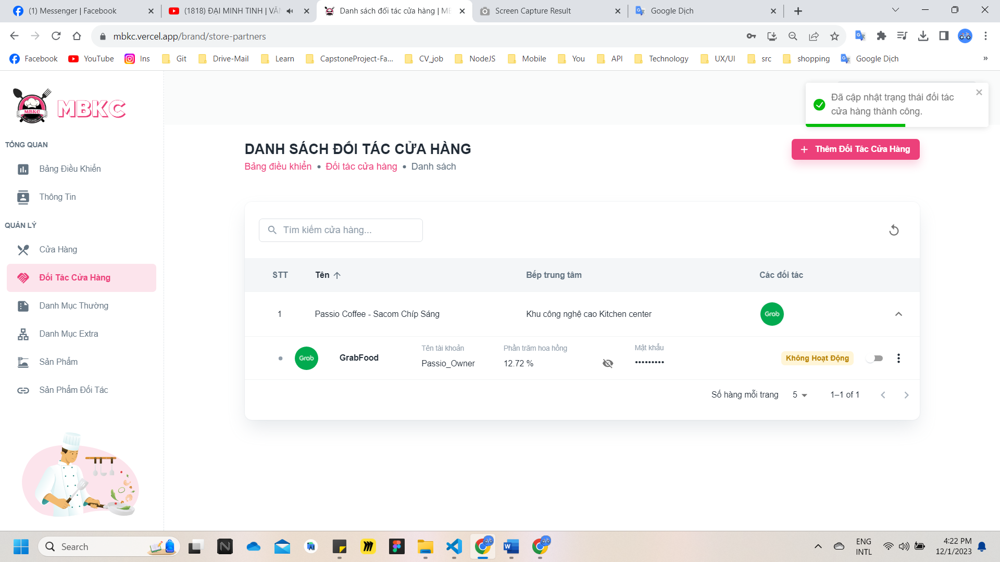 (1) Messenger | Facebook
(1818) ĐẠI MINH TINH | VĂN
Danh sách đối tác cửa hàng | MB
Screen Capture Result
Google Dịch
mbkc.vercel.app/brand/store-partners
Facebook
YouTube
Ins
Git
Drive-Mail
Learn
CapstoneProject-Fa...
CV_job
NodeJS
Mobile
You
API
Technology
UX/UI
src
shopping
Google Dịch
»
MBKC
MBKC
Đã cập nhật trạng thái đối tác
cửa hàng thành công.
TỔNG QUAN
Bảng Điều Khiển
Thông Tin
QUẢN LÝ
Cửa Hàng
Đối Tác Cửa Hàng
Danh Mục Thường
Danh Mục Extra
Sản Phẩm
Sản Phẩm Đối Tác
DANH SÁCH ĐỐI TÁC CỬA HÀNG
Bảng điều khiển • Đối tác cửa hàng • Danh sách
+ Thêm Đối Tác Cửa Hàng
Tìm kiếm cửa hàng...
STT Tên ↑ Bếp trung tâm Các đối tác
1 Passio Coffee - Sacom Chíp Sáng Khu công nghệ cao Kitchen center Grab
Grab
GrabFood
Tên tài khoản
Passio_Owner
Phần trăm hoa hồng
12.72 %
Mật khẩu
•••••••••
Không Hoạt Động
Số hàng mỗi trang 5 1–1 of 1
Search
ENG
INTL
4:22 PM
12/1/2023